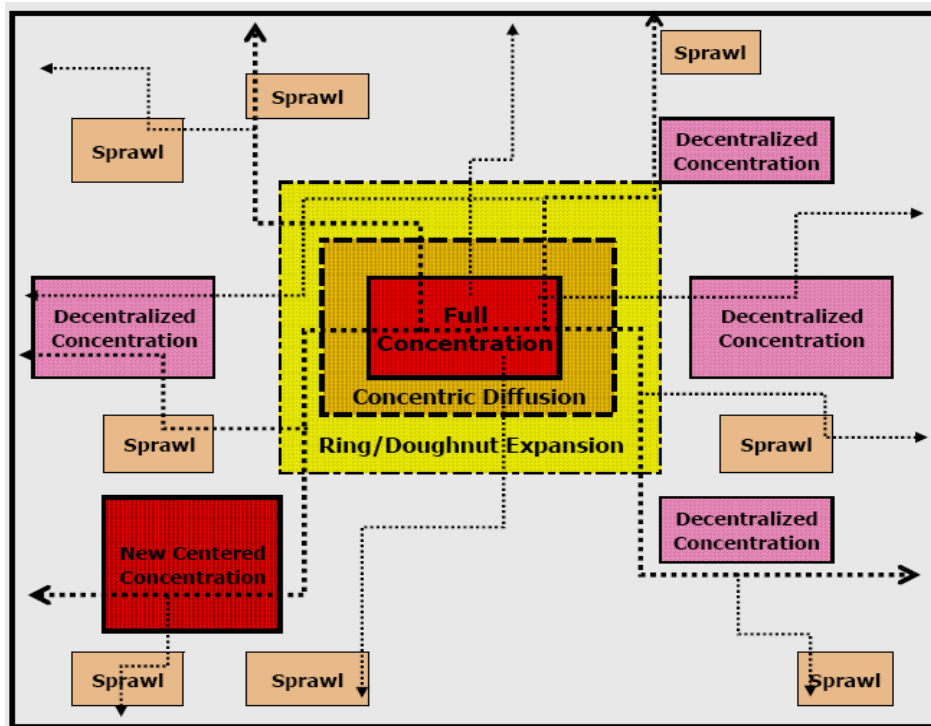 Sprawl
Sprawl
Sprawl
Decentralized
Concentration
Full
Concentration
Decentralized
Concentration
Decentralized
Concentration
Concentric Diffusion
Ring/Doughnut Expansion
Sprawl
Sprawl
New Centered
Concentration
Decentralized
Concentration
Sprawl
Sprawl
Sprawl